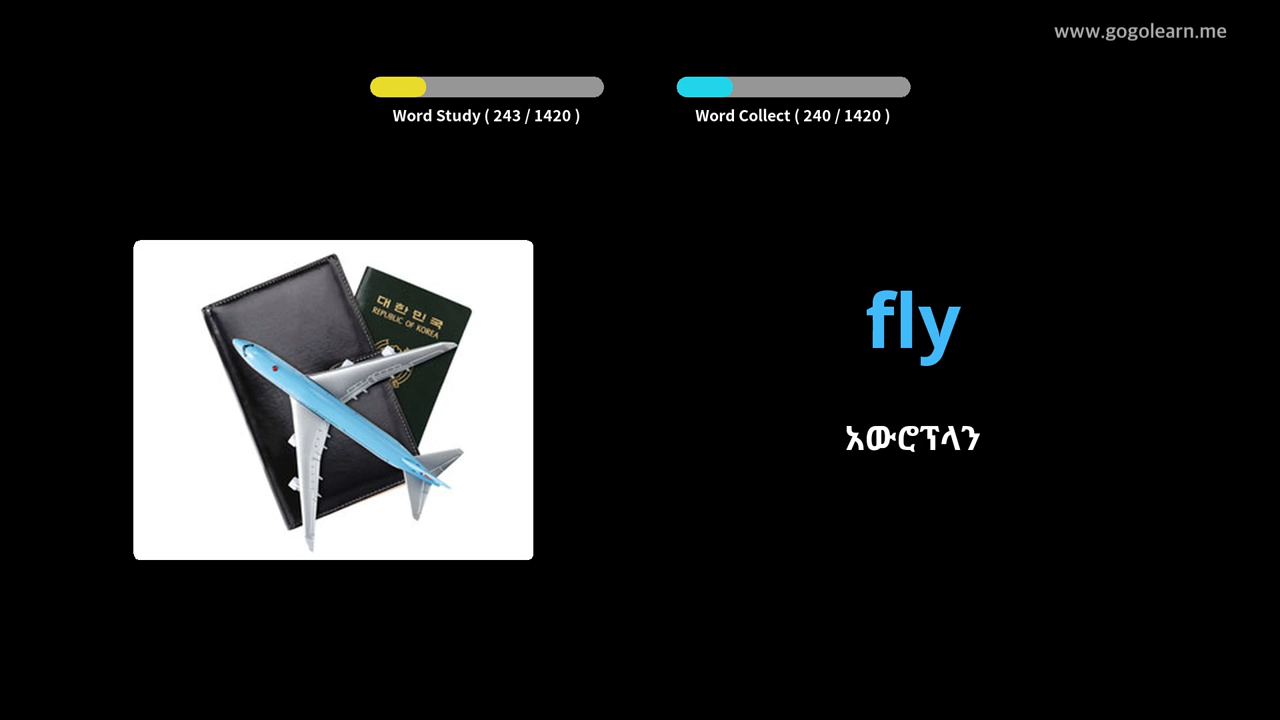 www.gogolearn.me
Word Study ( 243 / 1420 )
Word Collect ( 240 / 1420 )
대한민국
REPUBLIC OF KOREA
fly
አውሮፕላን